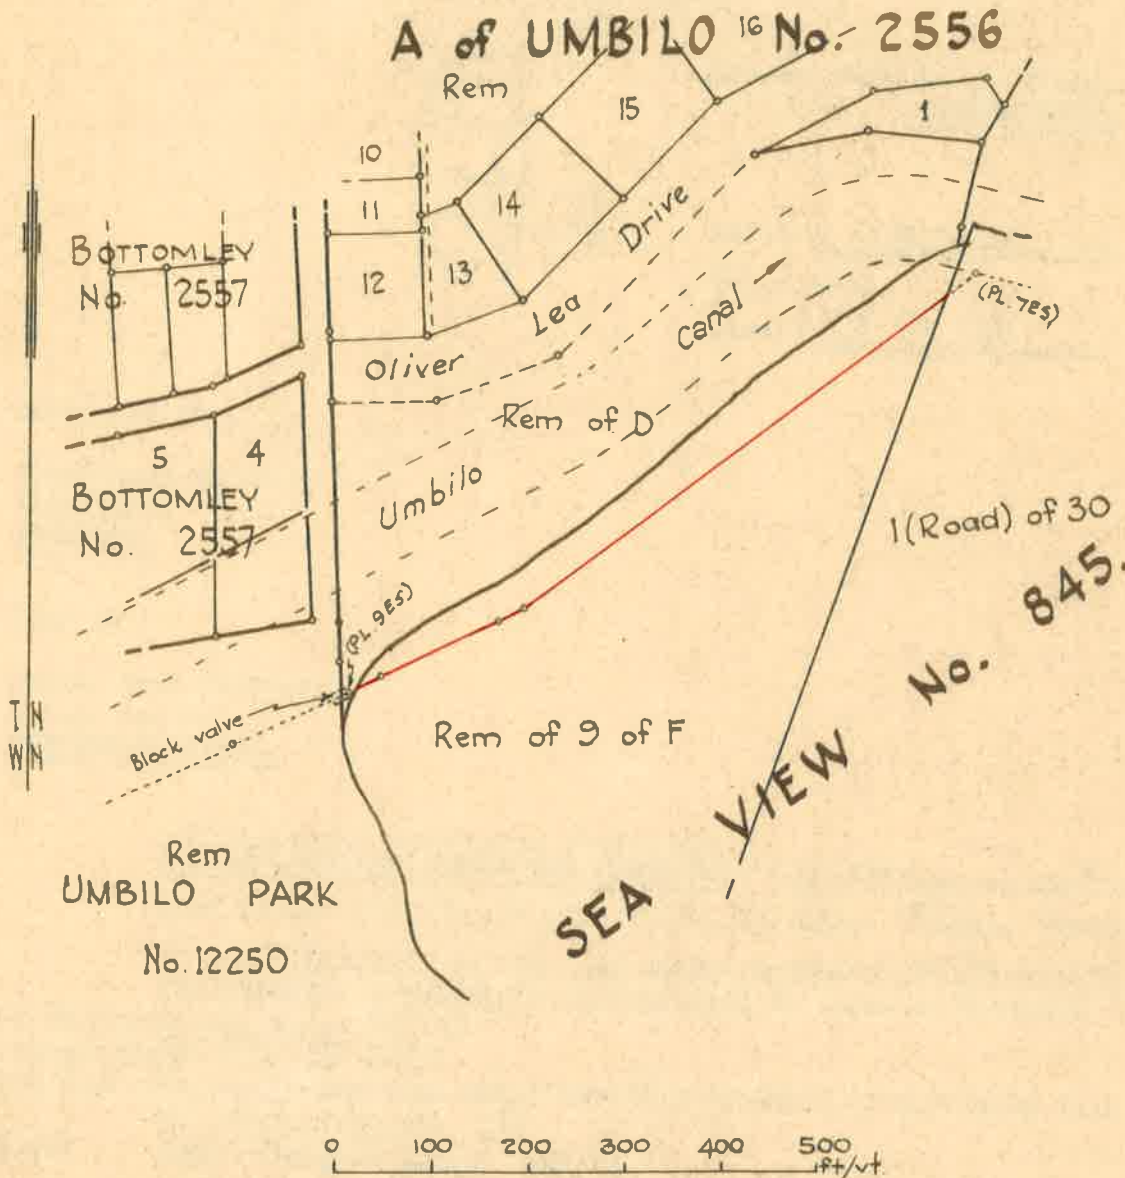 A of UMBILO 16 No. 2556
Rem
15
1
10
11
14
12
13
BOTTOMLEY
No. 2557
Oliver Lea Drive
Canal
(PL. 7ES)
Rem of D
5
4
Umbilo
BOTTOMLEY
No. 2557
1(Road) of 30
(PL. 9ES)
SEA VIEW No. 845.
T N
W N
Block valve
Rem of 9 of F
Rem
UMBILO PARK
No. 12250
0 100 200 300 400 500
ft/vt